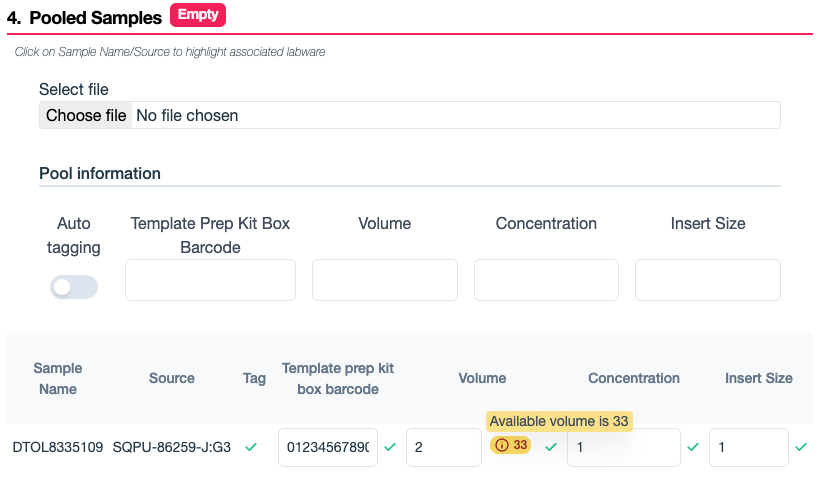 4. Pooled Samples Empty
Click on Sample Name/Source to highlight associated labware
Select file
Choose file No file chosen
Pool information
Auto tagging
Template Prep Kit Box Barcode
Volume
Concentration
Insert Size
Sample Name
Source
Tag
Template prep kit box barcode
Volume
Concentration
Insert Size
Available volume is 33
DTOL8335109 SQPU-86259-J:G3 01234567890 2 33 1 1